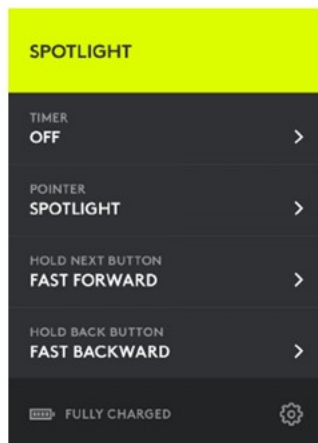 SPOTLIGHT
TIMER
OFF
POINTER
SPOTLIGHT
HOLD NEXT BUTTON
FAST FORWARD
HOLD BACK BUTTON
FAST BACKWARD
FULLY CHARGED